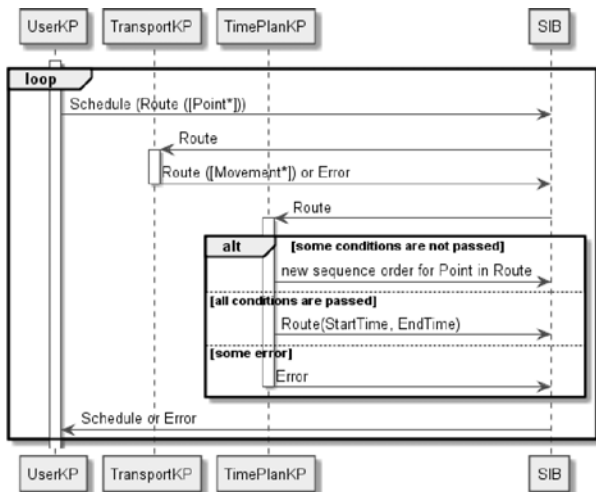 UserKP TransportKP TimePlanKP SIB
loop
Schedule (Route ([Point*]))
Route
Route ([Movement*]) or Error
Route
alt [some conditions are not passed]
new sequence order for Point in Route
[all conditions are passed]
Route(StartTime, EndTime)
[some error]
Error
Schedule or Error
UserKP TransportKP TimePlanKP SIB